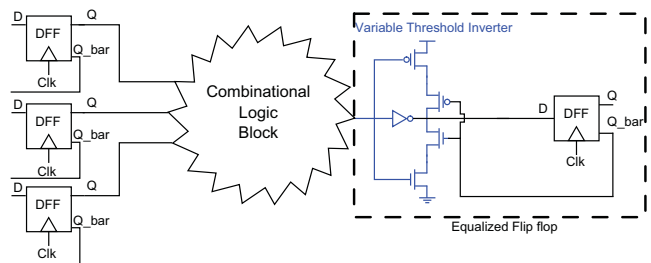 D
Q
DFF
Q_bar
Clk
D
Q
DFF
Q_bar
Clk
D
Q
DFF
Q_bar
Clk
Combinational
Logic
Block
Variable Threshold Inverter
D
Q
DFF
Q_bar
Clk
Equalized Flip flop